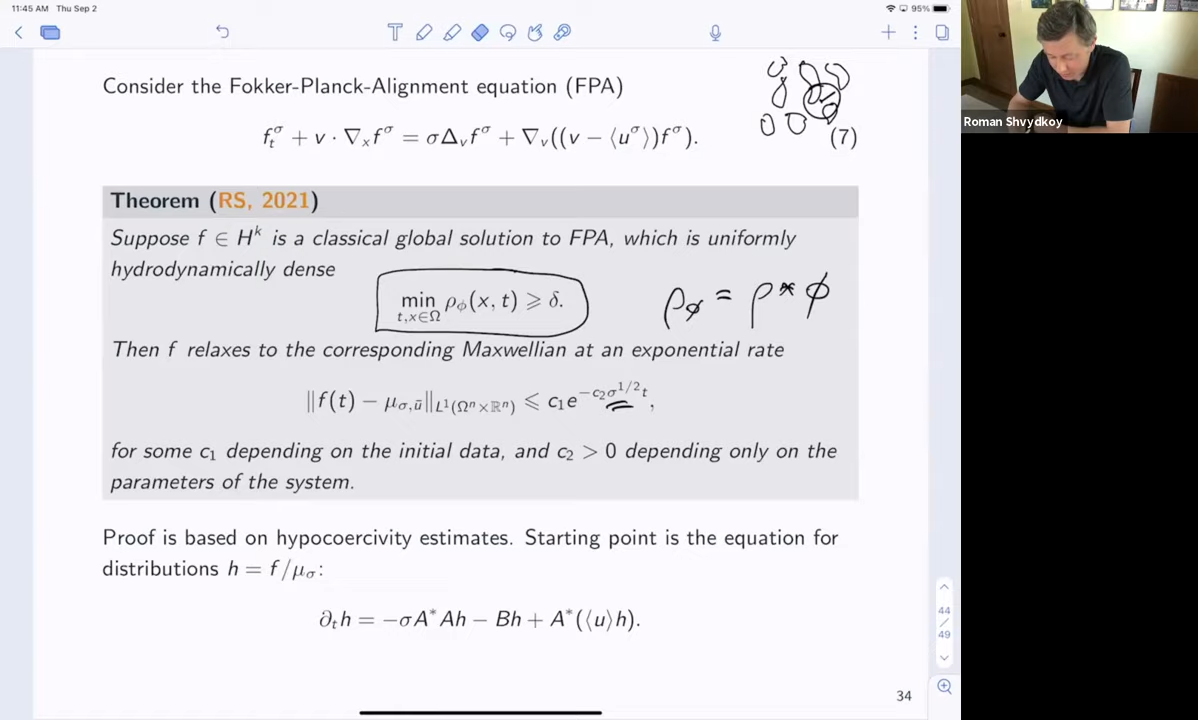 11:45 AM Thu Sep 2
95%
Consider the Fokker-Planck-Alignment equation (FPA)
f_t^σ + v · ∇_x f^σ = σΔ_v f^σ + ∇_v((v − ⟨u^σ⟩)f^σ).
(7)
Roman Shvydkoy
Theorem (RS, 2021)
Suppose f ∈ H^k is a classical global solution to FPA, which is uniformly
hydrodynamically dense
min_{t,x∈Ω} ρ_ϕ(x, t) ⩾ δ.
ρ_ϕ = ρ * ϕ
Then f relaxes to the corresponding Maxwellian at an exponential rate
‖f(t) − μ_{σ,ū}‖_{L^1(Ω^n×ℝ^n)} ⩽ c_1 e^{−c_2 σ^{1/2} t},
for some c_1 depending on the initial data, and c_2 > 0 depending only on the
parameters of the system.
Proof is based on hypocoercivity estimates. Starting point is the equation for
distributions h = f/μ_σ:
∂_t h = −σA*Ah − Bh + A*(⟨u⟩h).
44
/
49
34